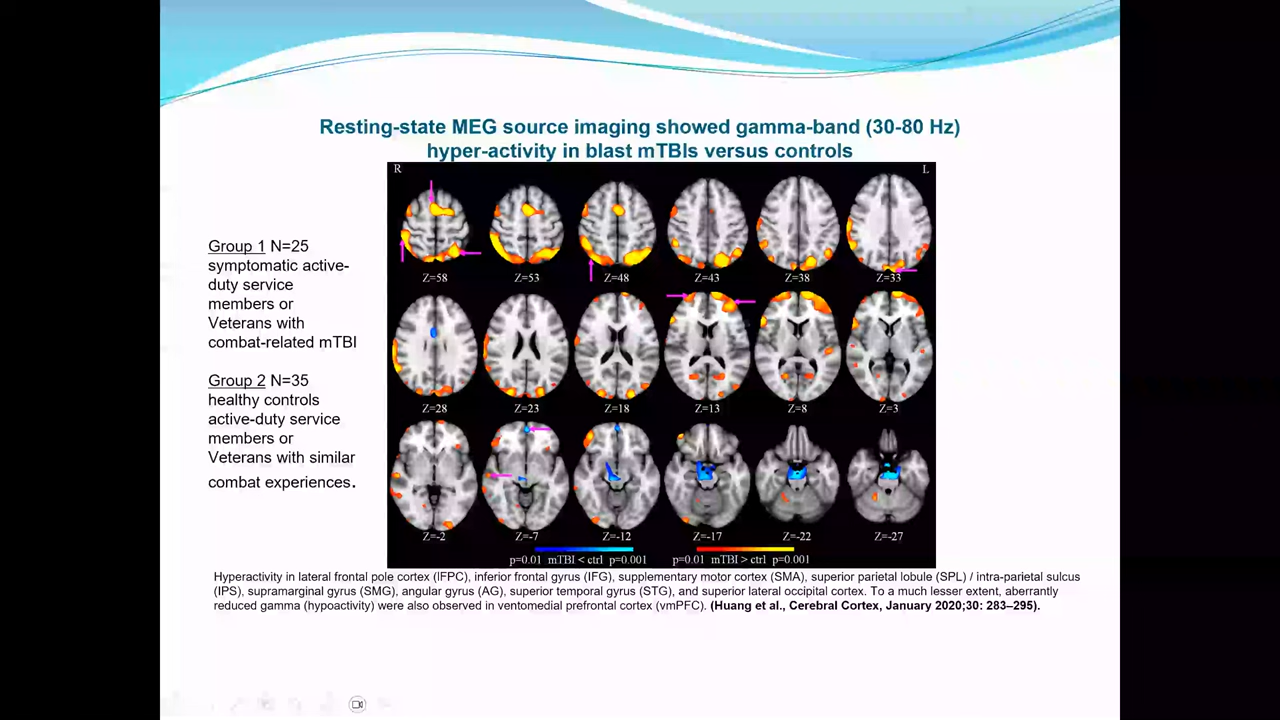 Resting-state MEG source imaging showed gamma-band (30-80 Hz)
hyper-activity in blast mTBIs versus controls
Group 1 N=25
symptomatic active-
duty service
members or
Veterans with
combat-related mTBI
Group 2 N=35
healthy controls
active-duty service
members or
Veterans with similar
combat experiences.
R L
Z=58 Z=53 Z=48 Z=43 Z=38 Z=33
Z=28 Z=23 Z=18 Z=13 Z=8 Z=3
Z=-2 Z=-7 Z=-12 Z=-17 Z=-22 Z=-27
p=0.01 mTBI < ctrl p=0.001 p=0.01 mTBI > ctrl p=0.001
Hyperactivity in lateral frontal pole cortex (lFPC), inferior frontal gyrus (IFG), supplementary motor cortex (SMA), superior parietal lobule (SPL) / intra-parietal sulcus
(IPS), supramarginal gyrus (SMG), angular gyrus (AG), superior temporal gyrus (STG), and superior lateral occipital cortex. To a much lesser extent, aberrantly
reduced gamma (hypoactivity) were also observed in ventomedial prefrontal cortex (vmPFC). (Huang et al., Cerebral Cortex, January 2020;30: 283–295).